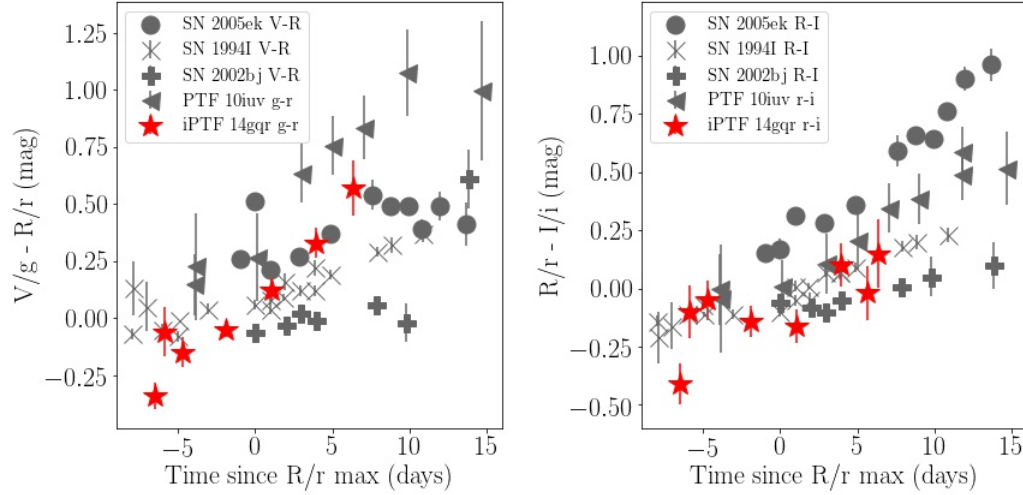 SN 2005ek V-R
SN 1994I V-R
SN 2002bj V-R
PTF 10iuv g-r
iPTF 14gqr g-r
1.25
1.00
0.75
0.50
0.25
0.00
−0.25
V/g - R/r (mag)
−5 0 5 10 15
Time since R/r max (days)
SN 2005ek R-I
SN 1994I R-I
SN 2002bj R-I
PTF 10iuv r-i
iPTF 14gqr r-i
1.00
0.75
0.50
0.25
0.00
−0.25
−0.50
R/r - I/i (mag)
−5 0 5 10 15
Time since R/r max (days)